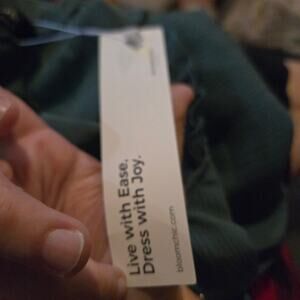 Live with Ease,
Dress with Joy.
bloomchic.com